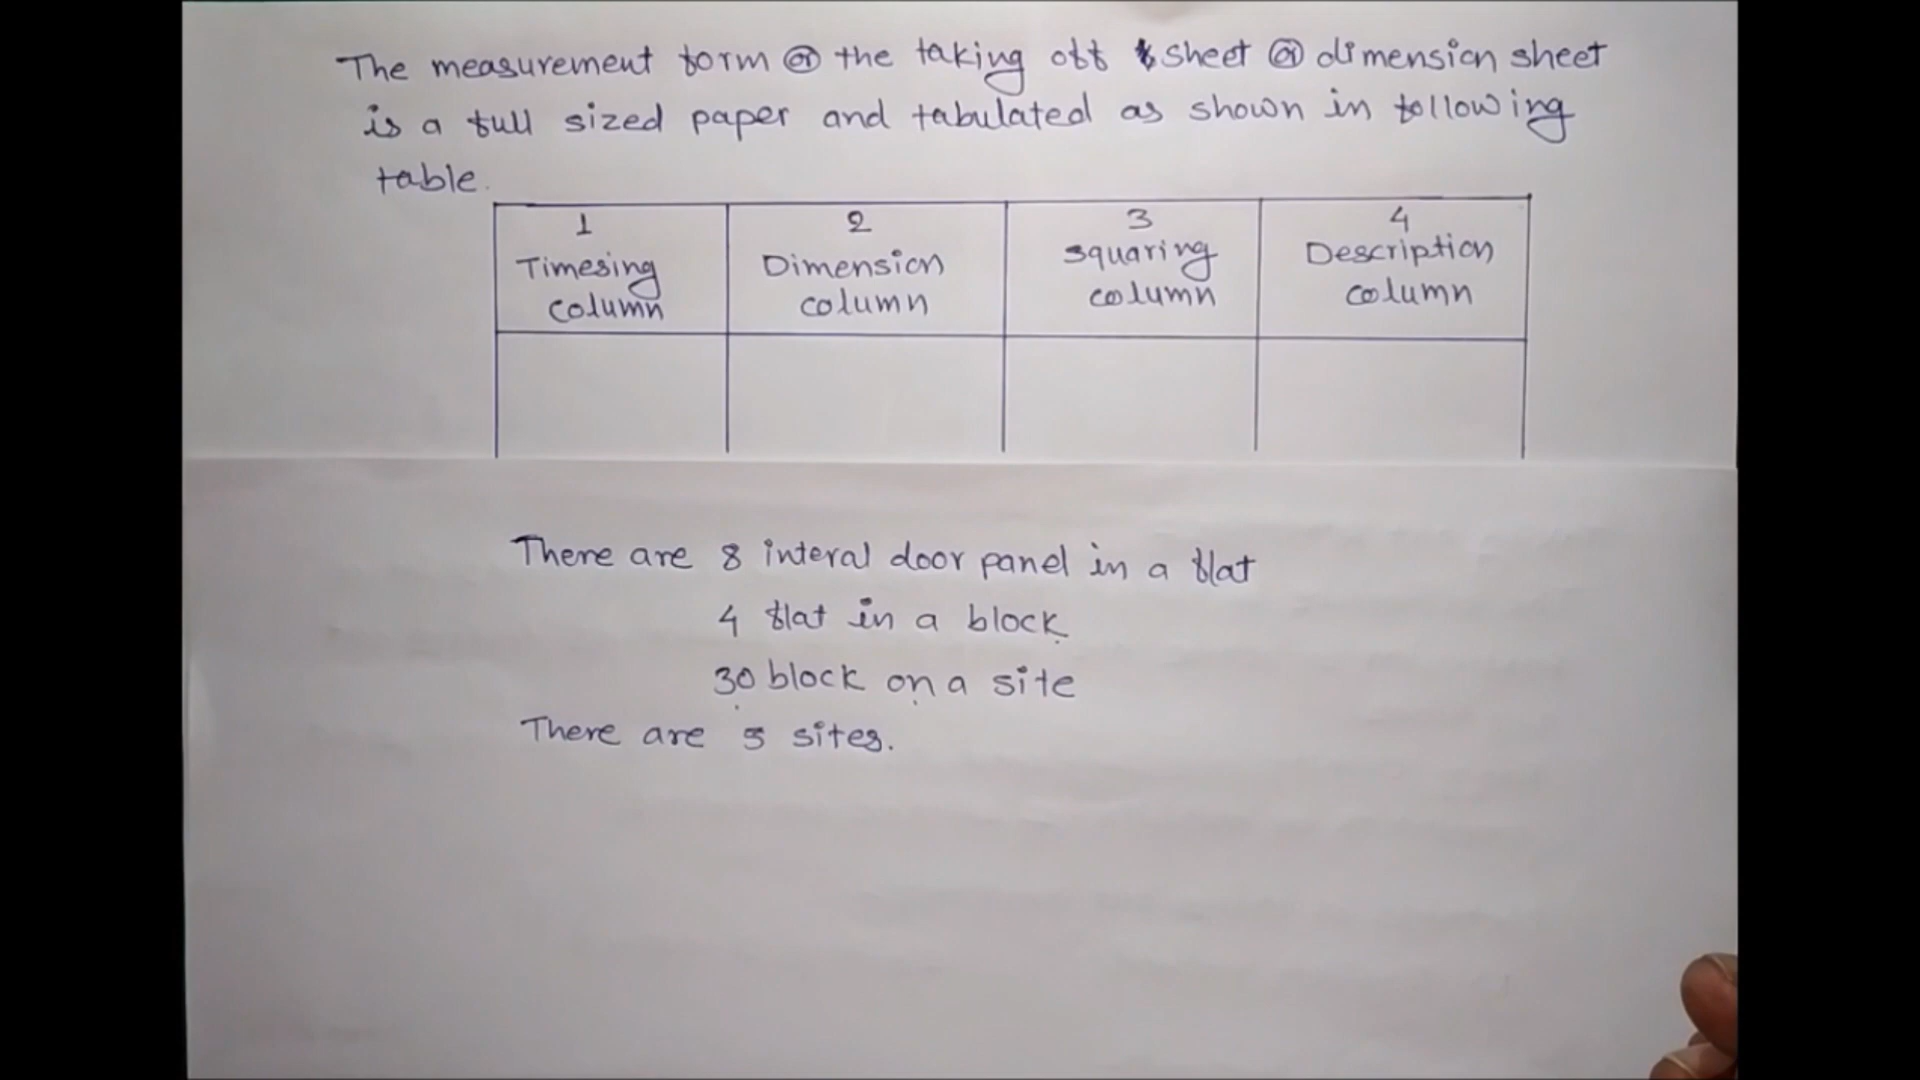 The measurement form or the taking off sheet or dimension sheet
is a full sized paper and tabulated as shown in following
table.
1 2 3 4
Timesing column Dimension column squaring column Description column
There are 8 interal door panel in a flat
4 flat in a block
30 block on a site
There are 5 sites.